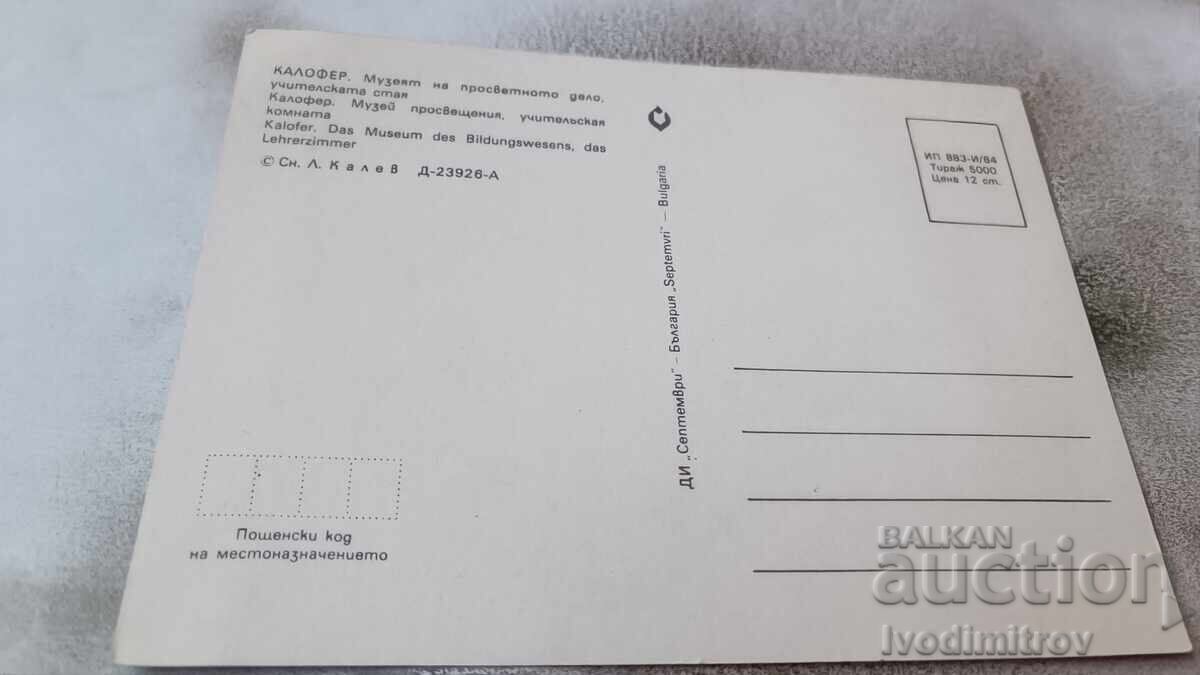 КАЛОФЕР. Музеят на просветното дело,
учителската стая
Калофер. Музей просвещения, учительская
комната
Kalofer. Das Museum des Bildungswesens, das
Lehrerzimmer
© Сн. Л. Калев Д-23926-А
ДИ „Септември" – България „Septemvri" – Bulgaria
ИП 883-И/84
Тираж 5000
Цена 12 ст.
Пощенски код
на местоназначението
BALKAN
auction
Ivodimitrov